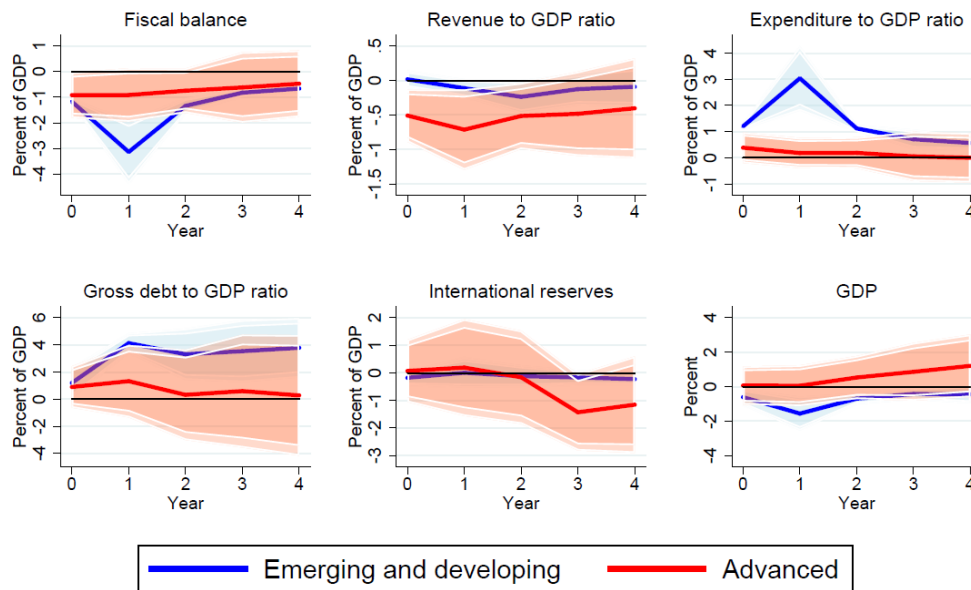 Fiscal balance
Percent of GDP
1
0
-1
-2
-3
-4
0 1 2 3 4
Year
Revenue to GDP ratio
Percent of GDP
.5
0
-.5
-1
-1.5
0 1 2 3 4
Year
Expenditure to GDP ratio
Percent of GDP
4
3
2
1
0
-1
0 1 2 3 4
Year
Gross debt to GDP ratio
Percent of GDP
6
4
2
0
-2
-4
0 1 2 3 4
Year
International reserves
Percent of GDP
2
1
0
-1
-2
-3
0 1 2 3 4
Year
GDP
Percent
4
2
0
-2
-4
0 1 2 3 4
Year
Emerging and developing
Advanced